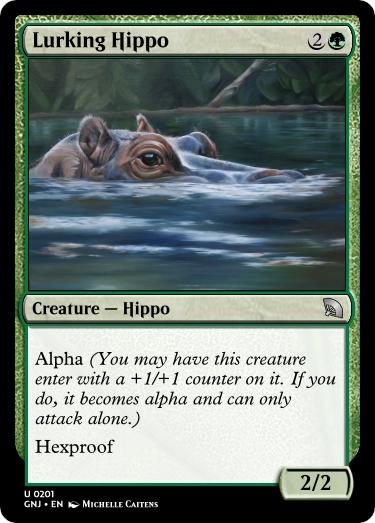 Lurking Hippo 2
Creature — Hippo
Alpha (You may have this creature
enter with a +1/+1 counter on it. If you
do, it becomes alpha and can only
attack alone.)
Hexproof
2/2
U 0201
GNJ • EN Michelle Caitens